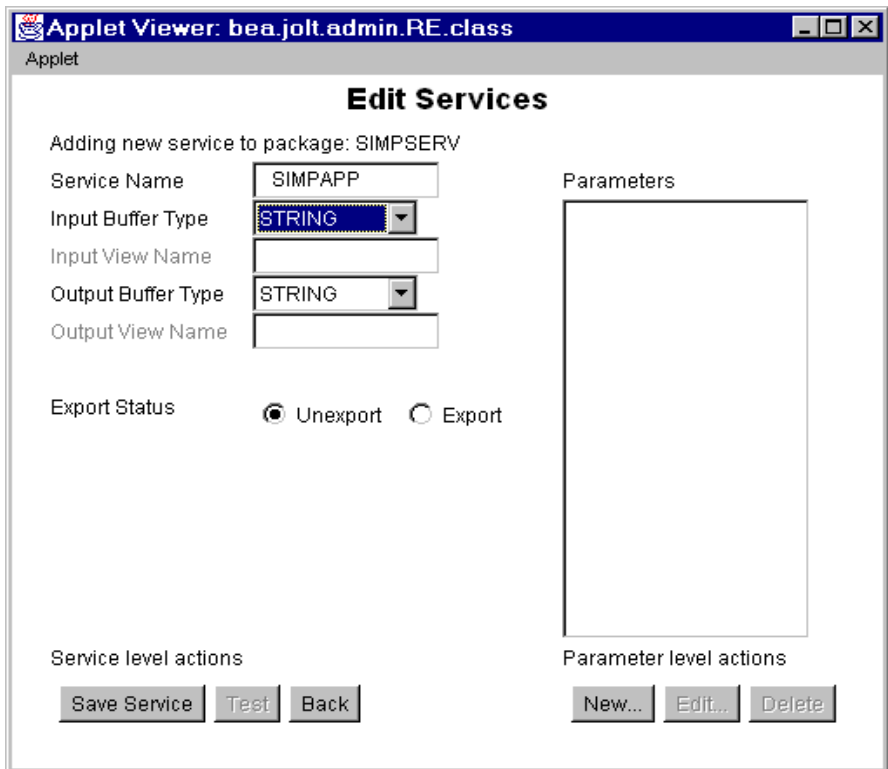 Applet Viewer: bea.jolt.admin.RE.class
Applet
Edit Services
Adding new service to package: SIMPSERV
Service Name SIMPAPP Parameters
Input Buffer Type STRING
Input View Name
Output Buffer Type STRING
Output View Name
Export Status Unexport Export
Service level actions Parameter level actions
Save Service Test Back New... Edit... Delete